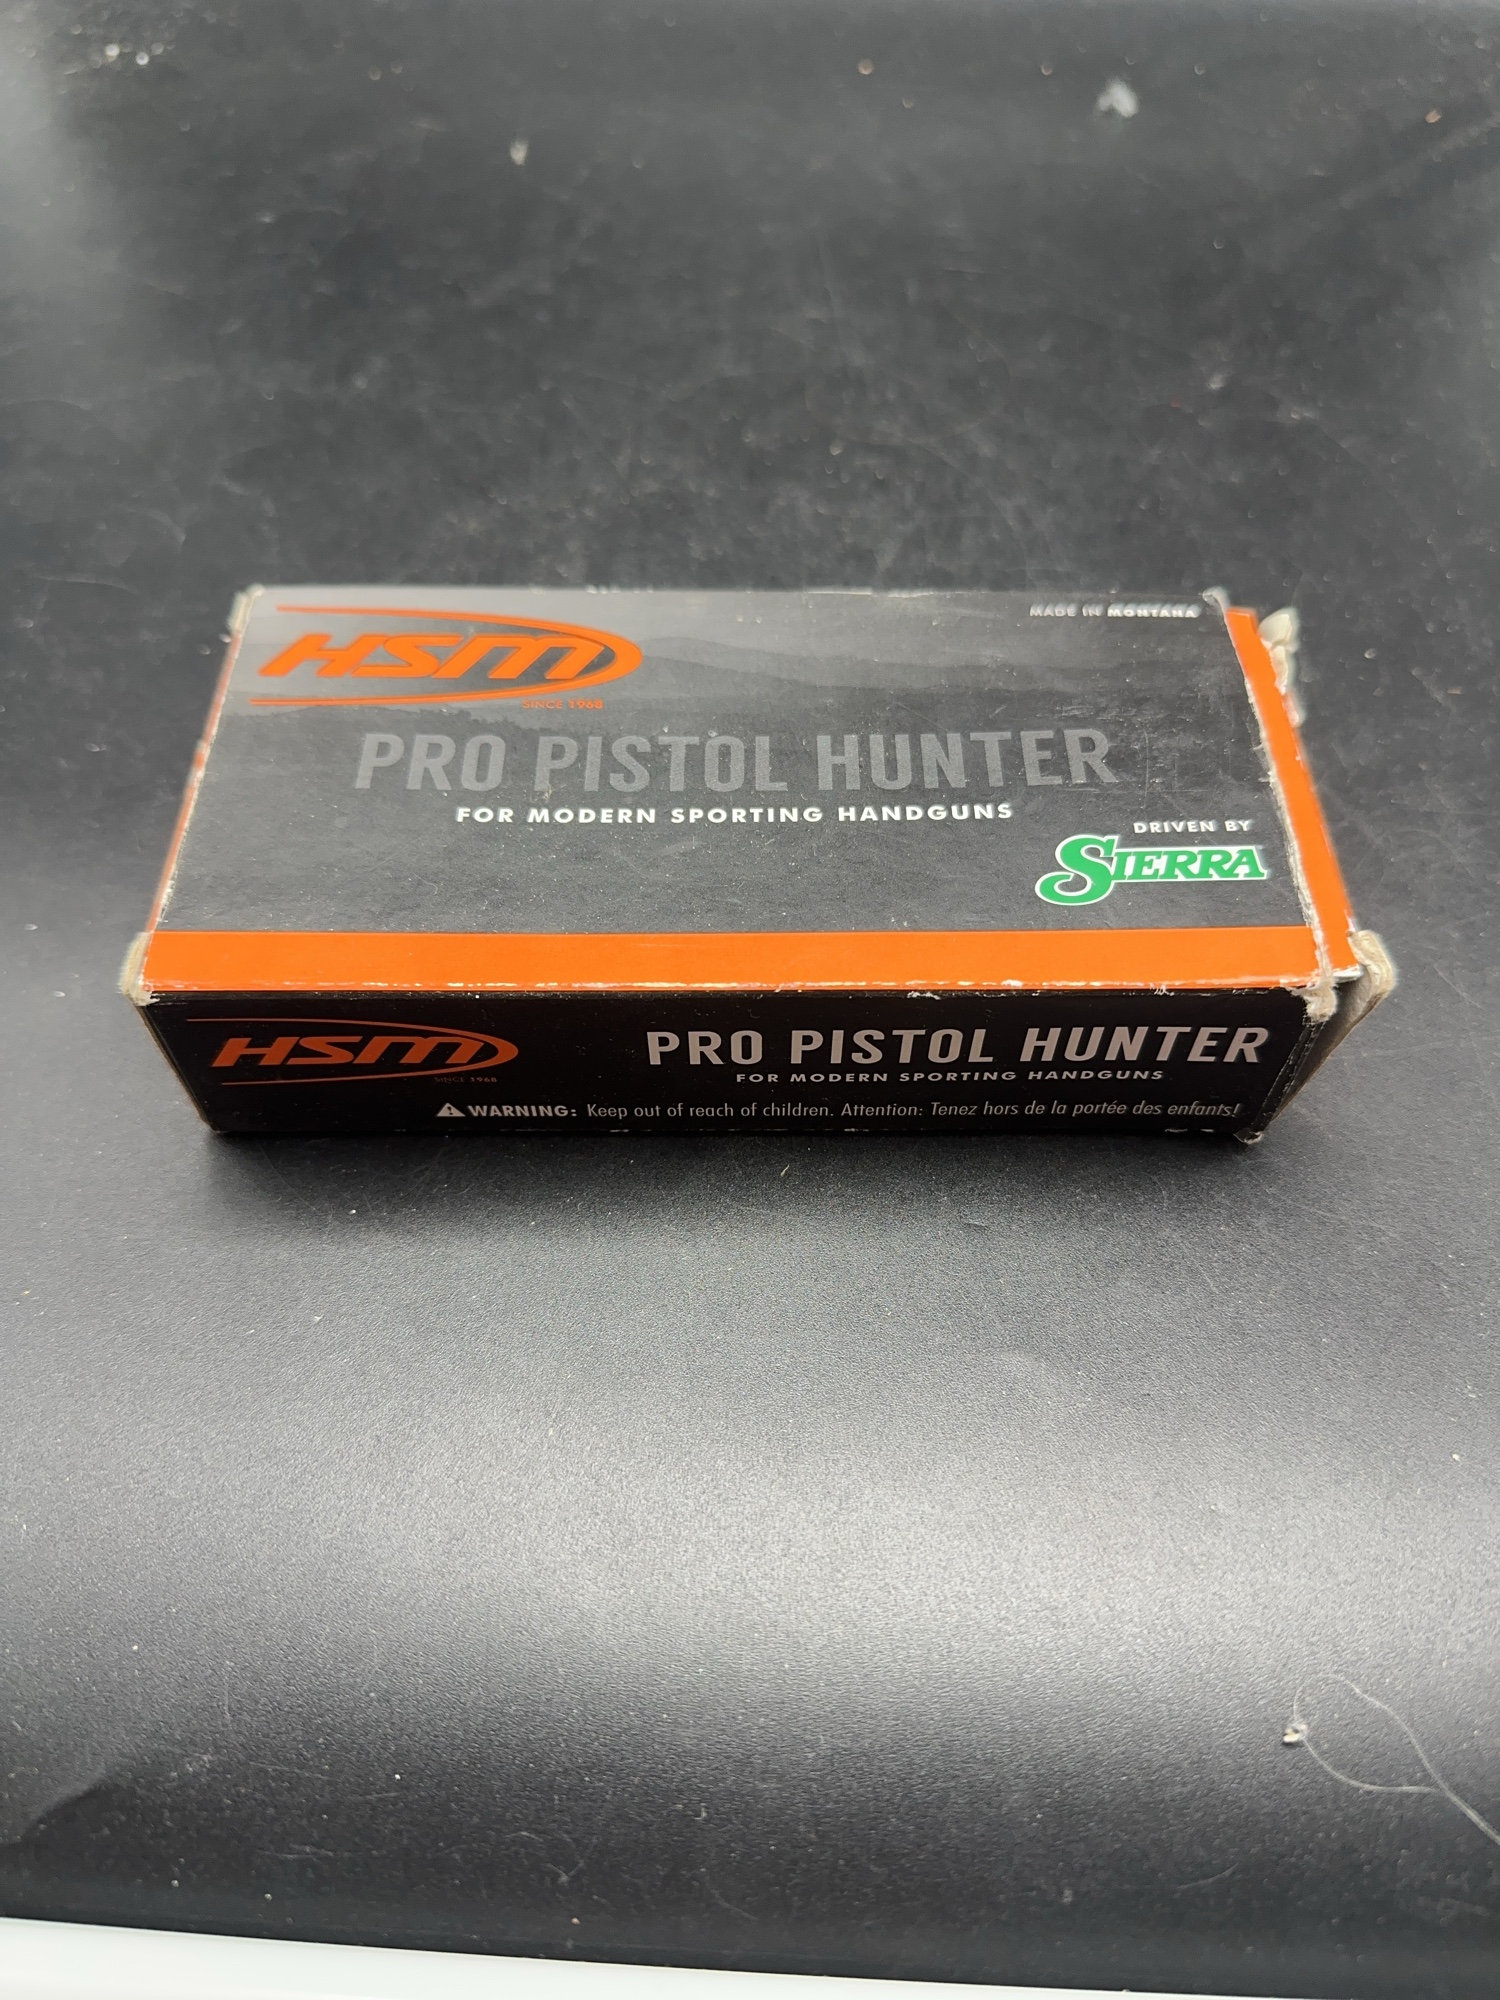 HSM
SINCE 1968
MADE IN MONTANA
PRO PISTOL HUNTER
FOR MODERN SPORTING HANDGUNS
DRIVEN BY
SIERRA
HSM
SINCE 1968
PRO PISTOL HUNTER
FOR MODERN SPORTING HANDGUNS
WARNING: Keep out of reach of children. Attention: Tenez hors de la portée des enfants!